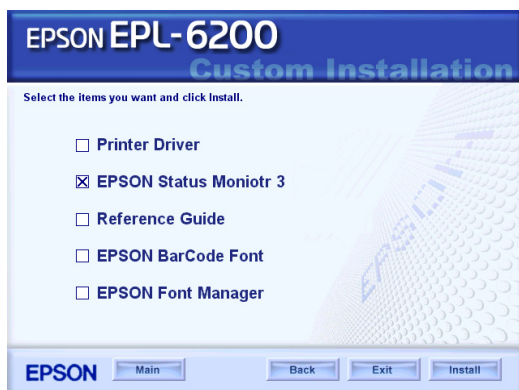 EPSON EPL-6200
Custom Installation
Select the items you want and click Install.
Printer Driver
EPSON Status Moniotr 3
Reference Guide
EPSON BarCode Font
EPSON Font Manager
EPSON
EPSON Main Back Exit Install